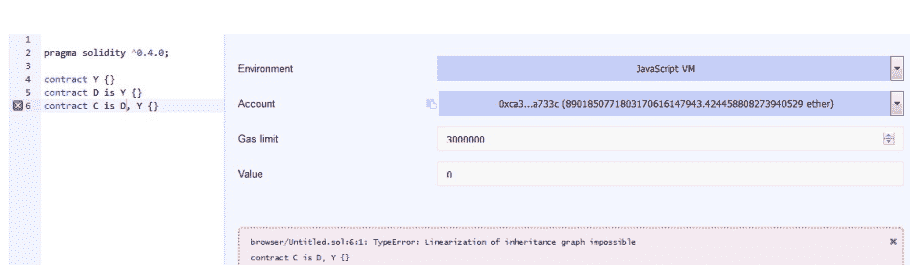 1
2 pragma solidity ^0.4.0;
3
4 contract Y {}
5 contract D is Y {}
6 contract C is D, Y {}
Environment JavaScript VM
Account 0xca3...a733c (8901850771803170616147943.424458808273940529 ether)
Gas limit 3000000
Value 0
browser/Untitled.sol:6:1: TypeError: Linearization of inheritance graph impossible
contract C is D, Y {}